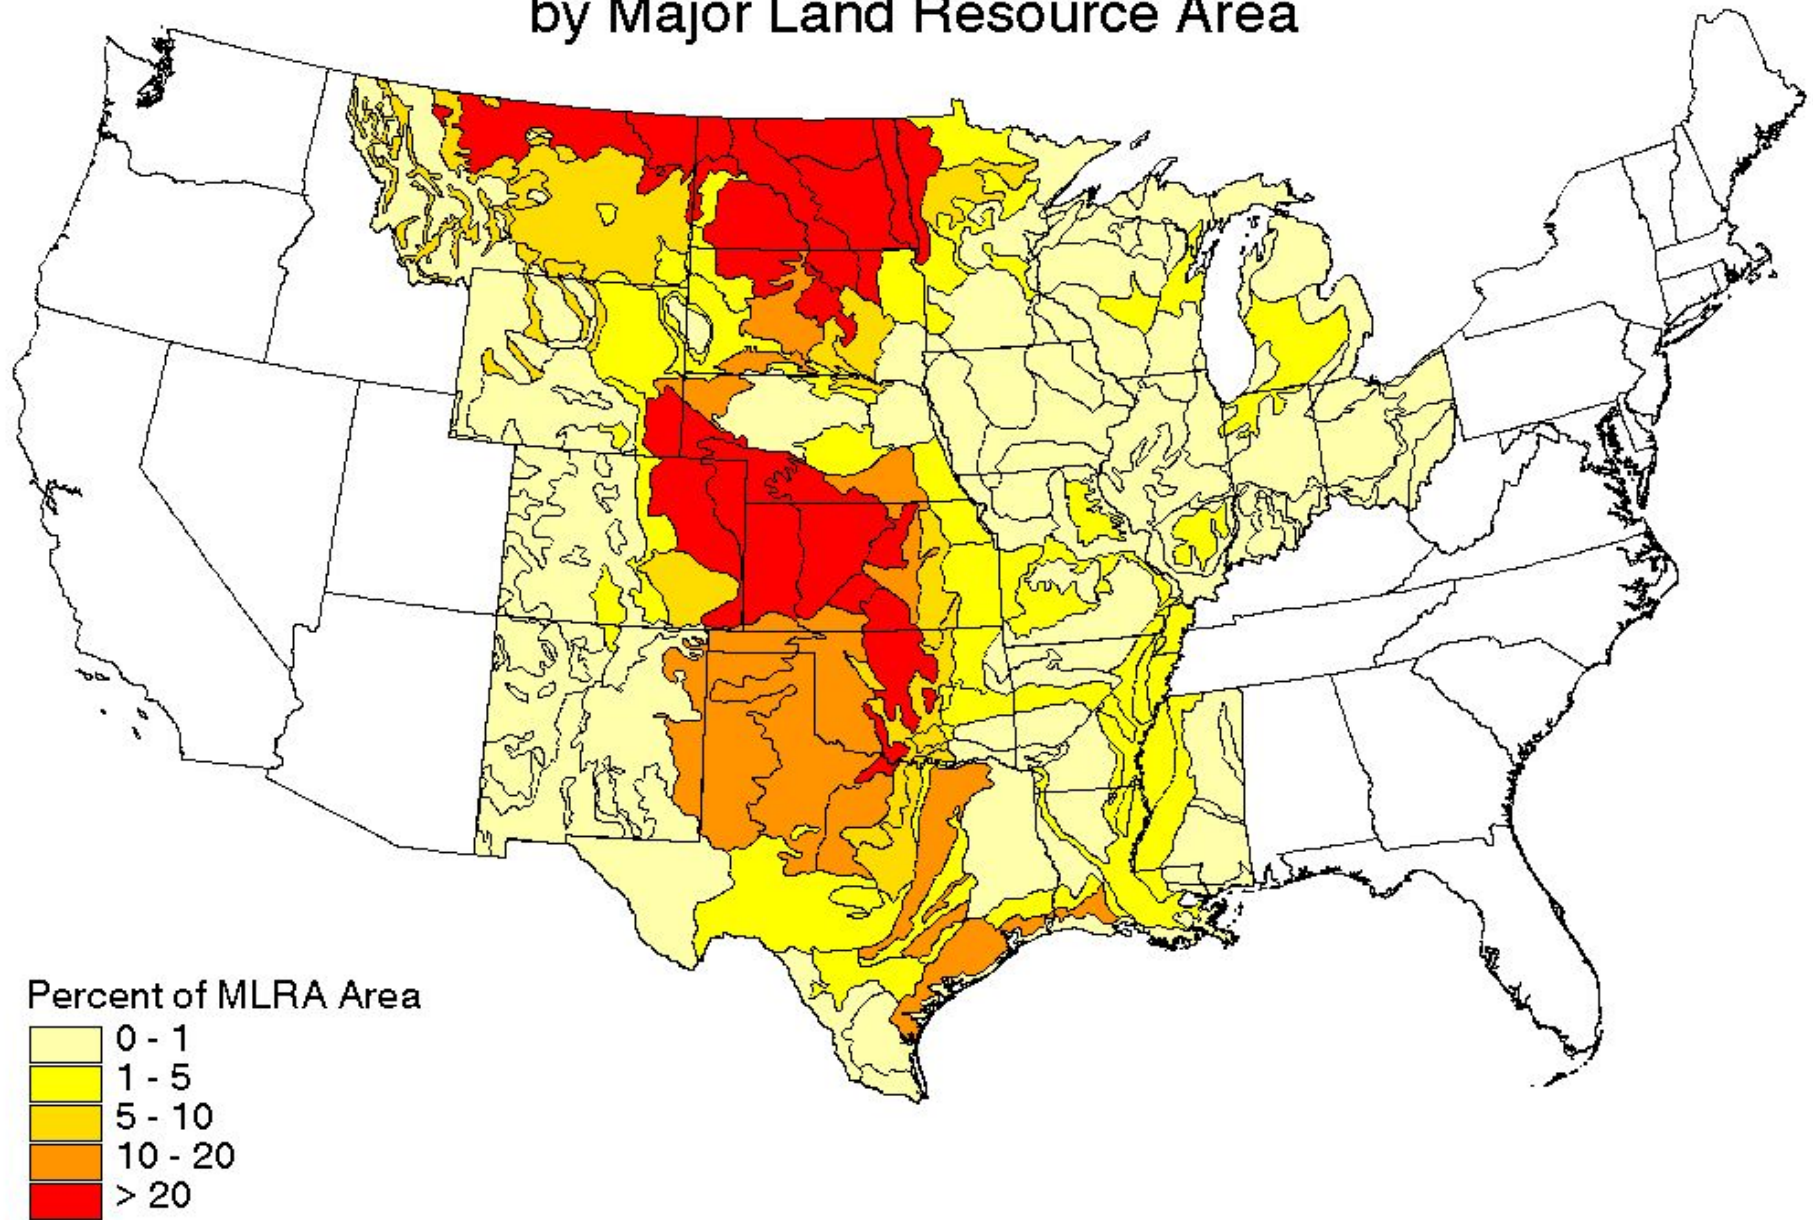 by Major Land Resource Area
Percent of MLRA Area
0 - 1
1 - 5
5 - 10
10 - 20
> 20